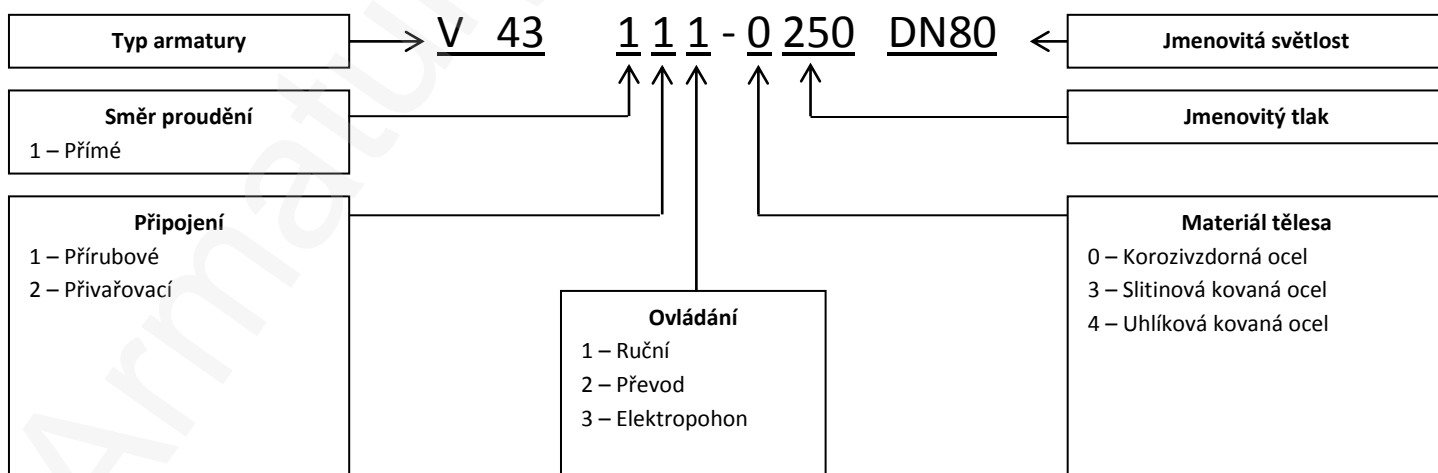 Typ armatury
V 43 1 1 1 - 0 250 DN80
Jmenovitá světlost
Směr proudění
1 – Přímé
Jmenovitý tlak
Připojení
1 – Přírubové
2 – Přivařovací
Ovládání
1 – Ruční
2 – Převod
3 – Elektropohon
Materiál tělesa
0 – Korozivzdorná ocel
3 – Slitinová kovaná ocel
4 – Uhlíková kovaná ocel
Armatu